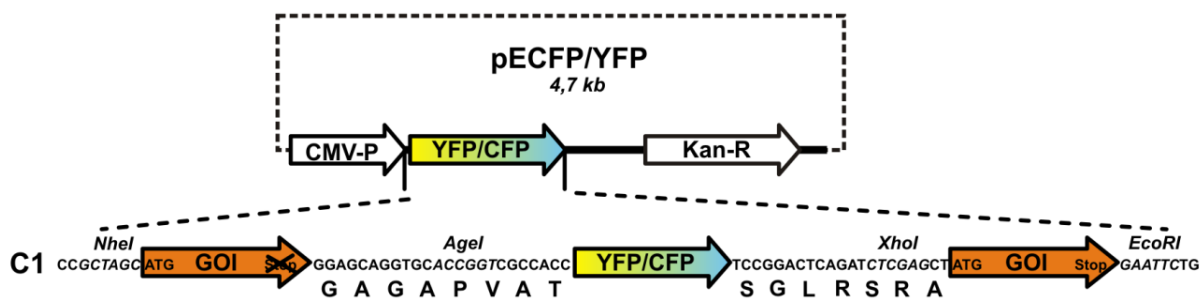 pECFP/YFP
4,7 kb
CMV-P YFP/CFP Kan-R
NheI AgeI XhoI EcoRI
C1 CCGCTAGC ATG GOI Stop GGAGCAGGTGCACCGGTCGCCACC YFP/CFP TCCGGACTCAGATCTCGAGCT ATG GOI Stop GAATTCTG
G A G A P V A T S G L R S R A